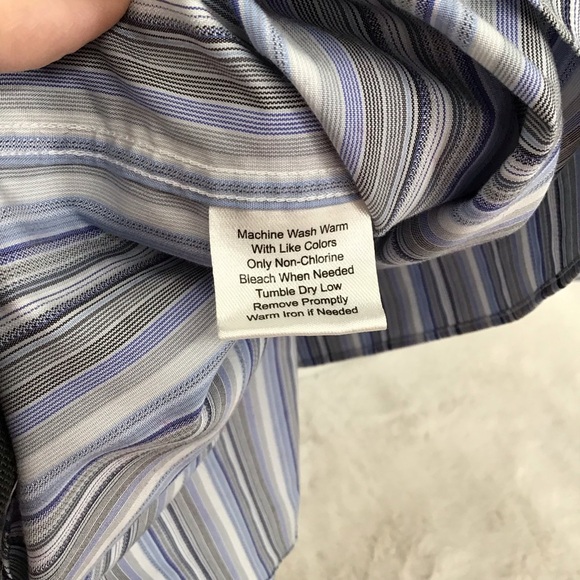 Machine Wash Warm
With Like Colors
Only Non-Chlorine
Bleach When Needed
Tumble Dry Low
Remove Promptly
Warm Iron if Needed